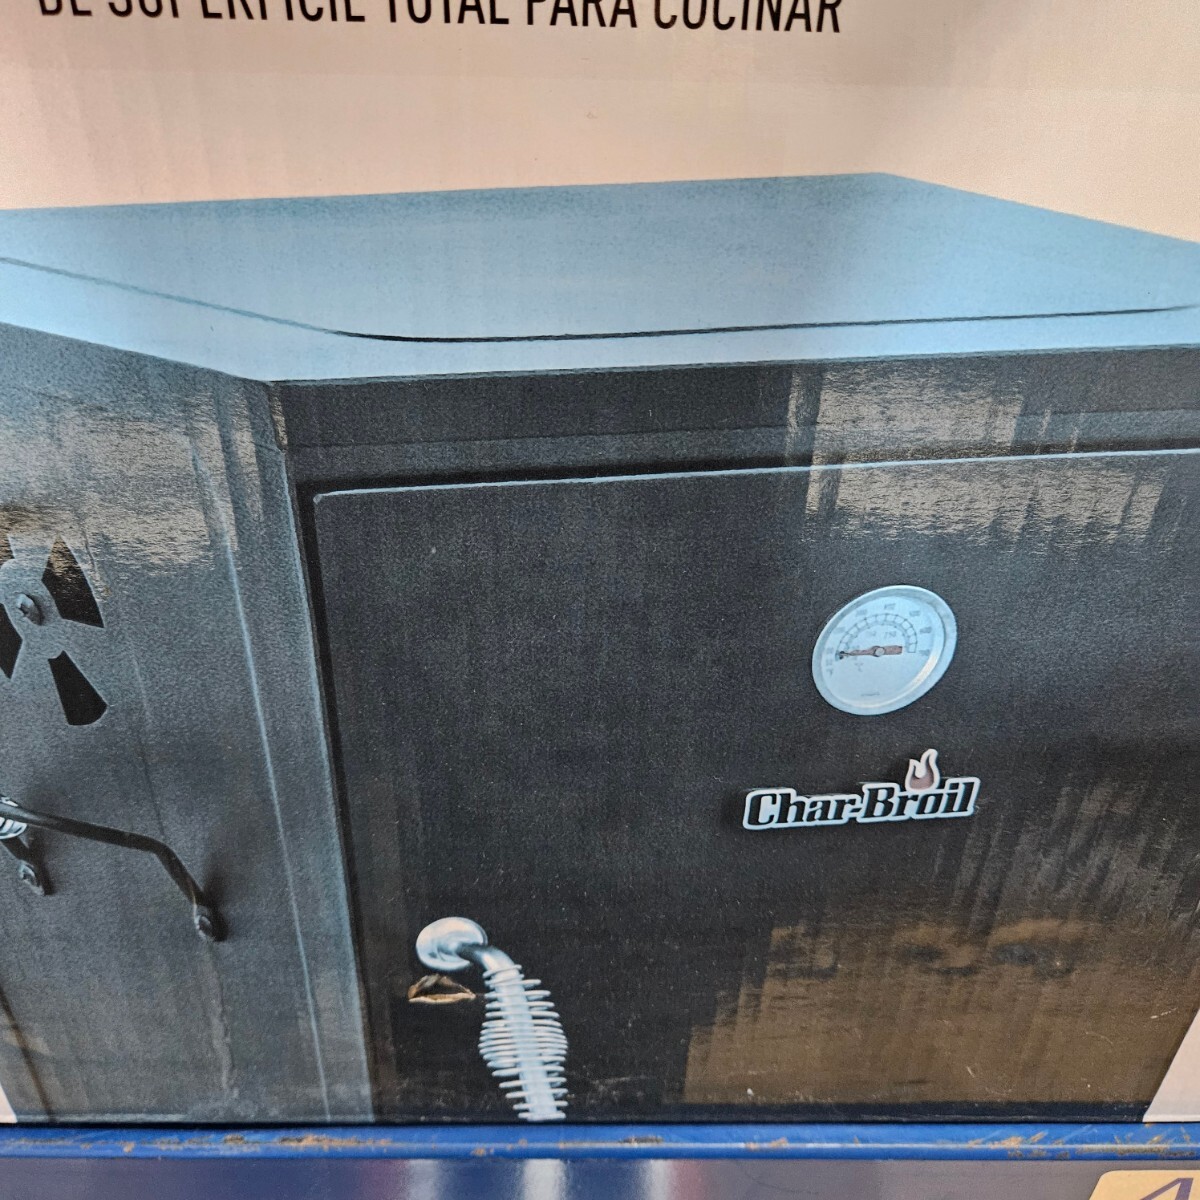 DE SUPERFICIE TOTAL PARA COCINAR
Char-Broil